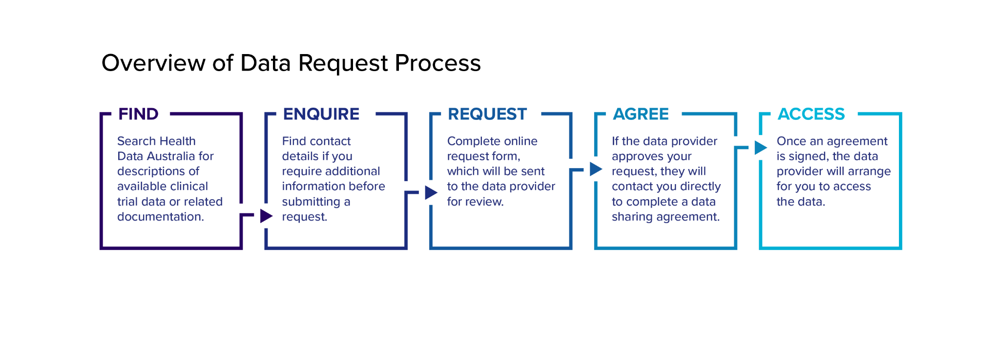 Overview of Data Request Process
FIND
Search Health
Data Australia for
descriptions of
available clinical
trial data or related
documentation.
ENQUIRE
Find contact
details if you
require additional
information before
submitting a
request.
REQUEST
Complete online
request form,
which will be sent
to the data provider
for review.
AGREE
If the data provider
approves your
request, they will
contact you directly
to complete a data
sharing agreement.
ACCESS
Once an agreement
is signed, the data
provider will arrange
for you to access
the data.